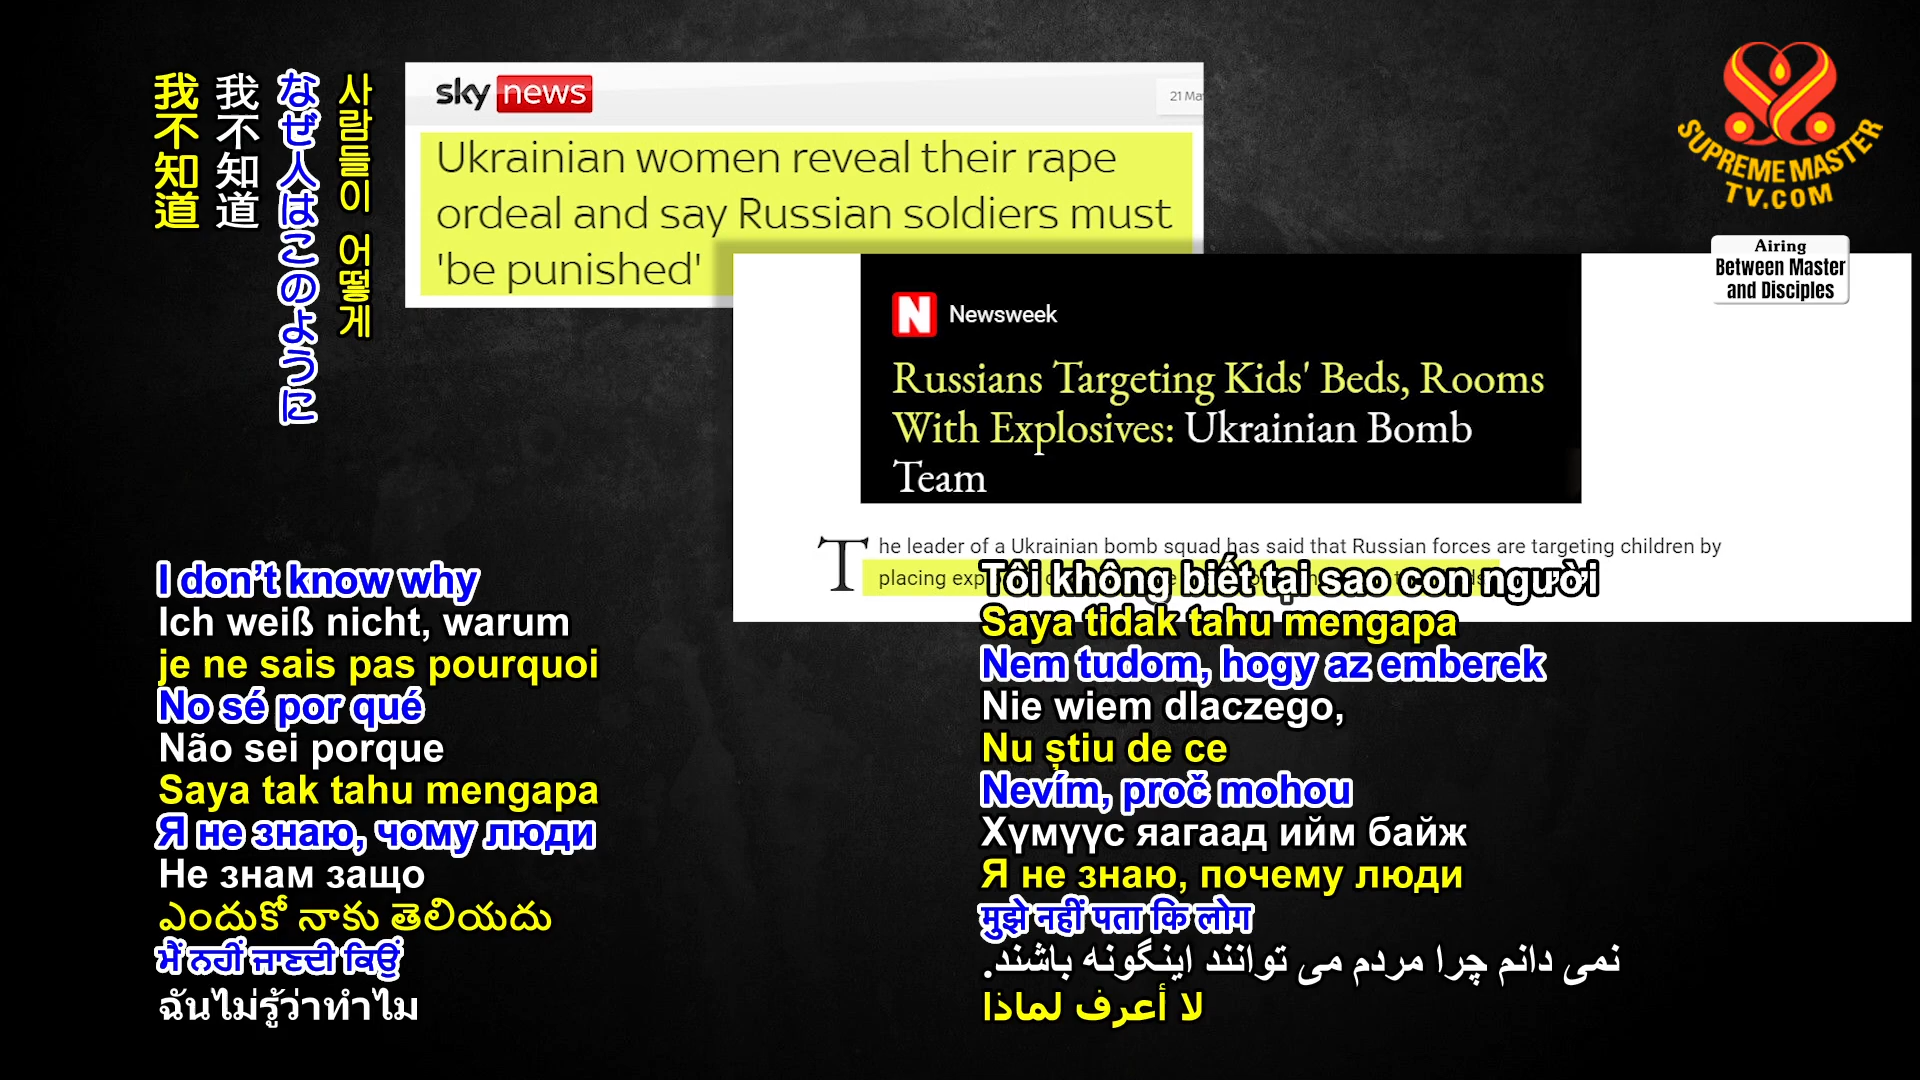 我不知道
我不知道
なぜ人はこのように
사람들이 어떻게
sky news
21 Ma
Ukrainian women reveal their rape
ordeal and say Russian soldiers must
'be punished'
SUPREME MASTER
TV.COM
Airing
Between Master
and Disciples
Newsweek
Russians Targeting Kids' Beds, Rooms
With Explosives: Ukrainian Bomb
Team
The leader of a Ukrainian bomb squad has said that Russian forces are targeting children by
placing
I don't know why
Ich weiß nicht, warum
je ne sais pas pourquoi
No sé por qué
Não sei porque
Saya tak tahu mengapa
Я не знаю, чому люди
Не знам защо
ఎందుకో నాకు తెలియదు
ਮੈਂ ਨਹੀਂ ਜਾਣਦੀ ਕਿਉਂ
ฉันไม่รู้ว่าทำไม
Tôi không biết tại sao con người
Saya tidak tahu mengapa
Nem tudom, hogy az emberek
Nie wiem dlaczego,
Nu știu de ce
Nevím, proč mohou
Хүмүүс яагаад ийм байж
Я не знаю, почему люди
मुझे नहीं पता कि लोग
نمی دانم چرا مردم می توانند اینگونه باشند.
لا أعرف لماذا